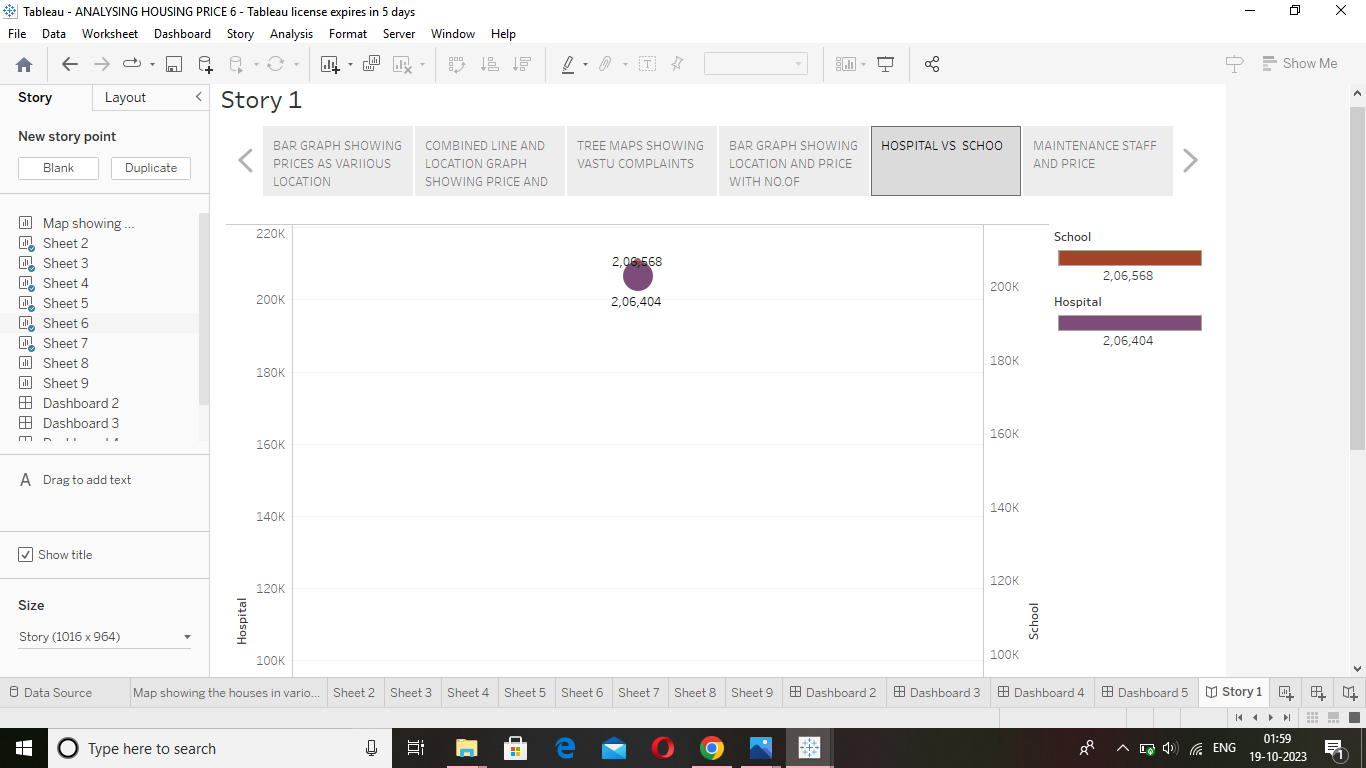 Tableau - ANALYSING HOUSING PRICE 6 - Tableau license expires in 5 days
File Data Worksheet Dashboard Story Analysis Format Server Window Help
Show Me
Story Layout
New story point
Blank Duplicate
Map showing ...
Sheet 2
Sheet 3
Sheet 4
Sheet 5
Sheet 6
Sheet 7
Sheet 8
Sheet 9
Dashboard 2
Dashboard 3
A Drag to add text
Show title
Size
Story (1016 x 964)
Story 1
BAR GRAPH SHOWING
PRICES AS VARIIOUS
LOCATION
COMBINED LINE AND
LOCATION GRAPH
SHOWING PRICE AND
TREE MAPS SHOWING
VASTU COMPLAINTS
BAR GRAPH SHOWING
LOCATION AND PRICE
WITH NO.OF
HOSPITAL VS SCHOO
MAINTENANCE STAFF
AND PRICE
220K
200K
180K
160K
140K
120K
100K
Hospital
2,06,568
2,06,404
200K
180K
160K
140K
120K
100K
School
School
2,06,568
Hospital
2,06,404
Data Source Map showing the houses in vario... Sheet 2 Sheet 3 Sheet 4 Sheet 5 Sheet 6 Sheet 7 Sheet 8 Sheet 9 Dashboard 2 Dashboard 3 Dashboard 4 Dashboard 5 Story 1
Type here to search
ENG
01:59
19-10-2023
1